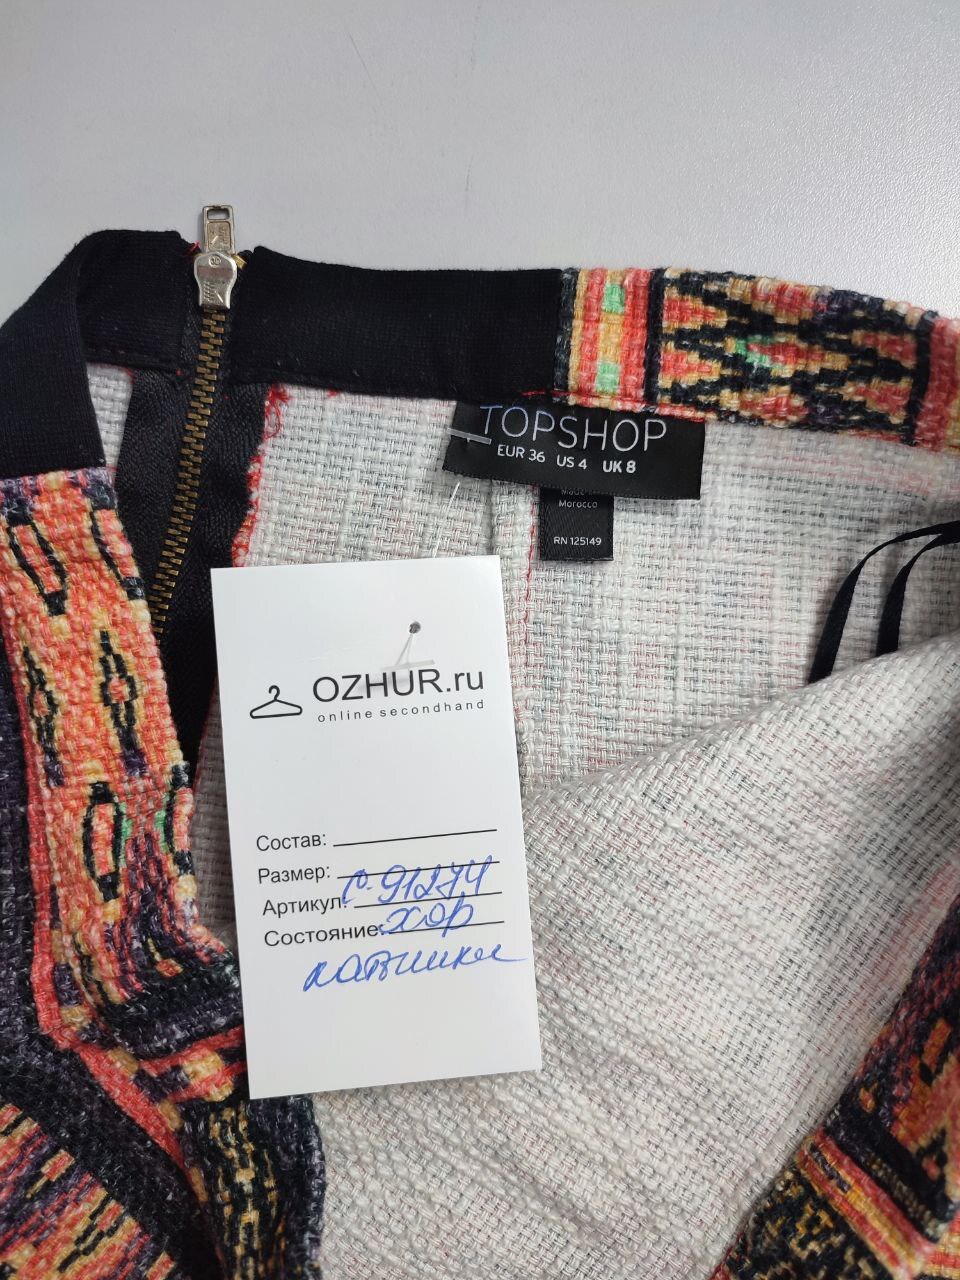 TOPSHOP
EUR 36 US 4 UK 8
Made in
Morocco
RN 125149
OZHUR.ru
online secondhand
Состав:
Размер:
Артикул: С-91274
Состояние: хор
катышки